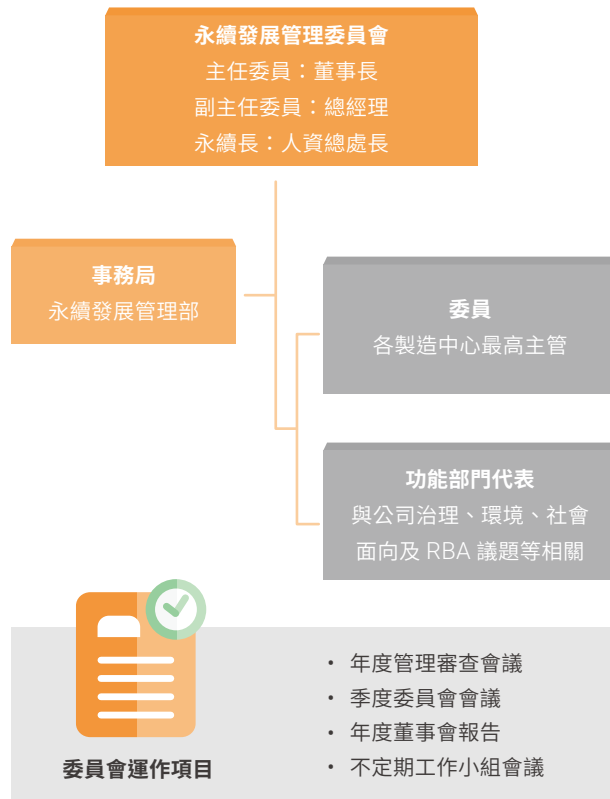 永續發展管理委員會
主任委員：董事長
副主任委員：總經理
永續長：人資總處長
事務局
永續發展管理部
委員
各製造中心最高主管
功能部門代表
與公司治理、環境、社會
面向及 RBA 議題等相關
委員會運作項目
・ 年度管理審查會議
・ 季度委員會會議
・ 年度董事會報告
・ 不定期工作小組會議